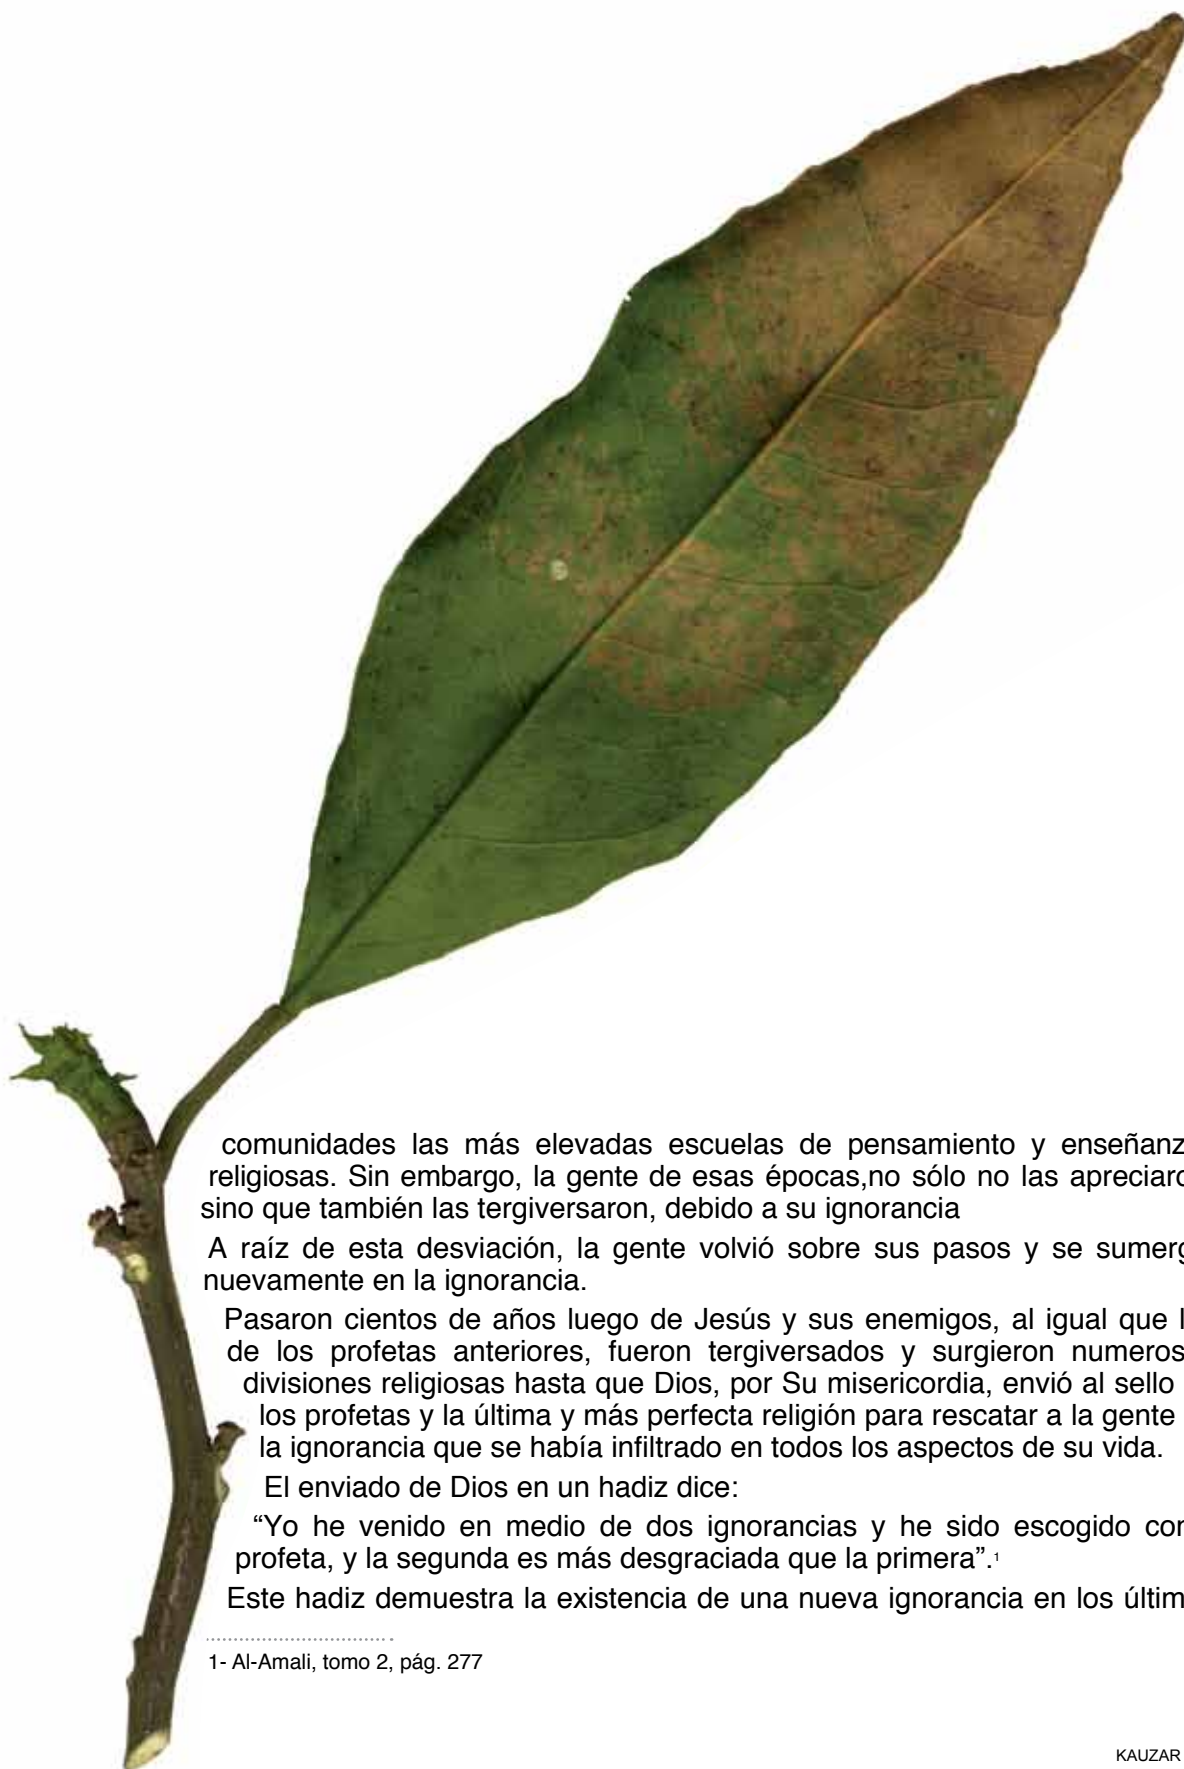 comunidades las más elevadas escuelas de pensamiento y enseñanz
religiosas. Sin embargo, la gente de esas épocas,no sólo no las apreciaro
sino que también las tergiversaron, debido a su ignorancia
A raíz de esta desviación, la gente volvió sobre sus pasos y se sumerg
nuevamente en la ignorancia.
Pasaron cientos de años luego de Jesús y sus enemigos, al igual que l
de los profetas anteriores, fueron tergiversados y surgieron numeros
divisiones religiosas hasta que Dios, por Su misericordia, envió al sello
los profetas y la última y más perfecta religión para rescatar a la gente
la ignorancia que se había infiltrado en todos los aspectos de su vida.
El enviado de Dios en un hadiz dice:
“Yo he venido en medio de dos ignorancias y he sido escogido con
profeta, y la segunda es más desgraciada que la primera”.¹
Este hadiz demuestra la existencia de una nueva ignorancia en los últim
1- Al-Amali, tomo 2, pág. 277
KAUZAR